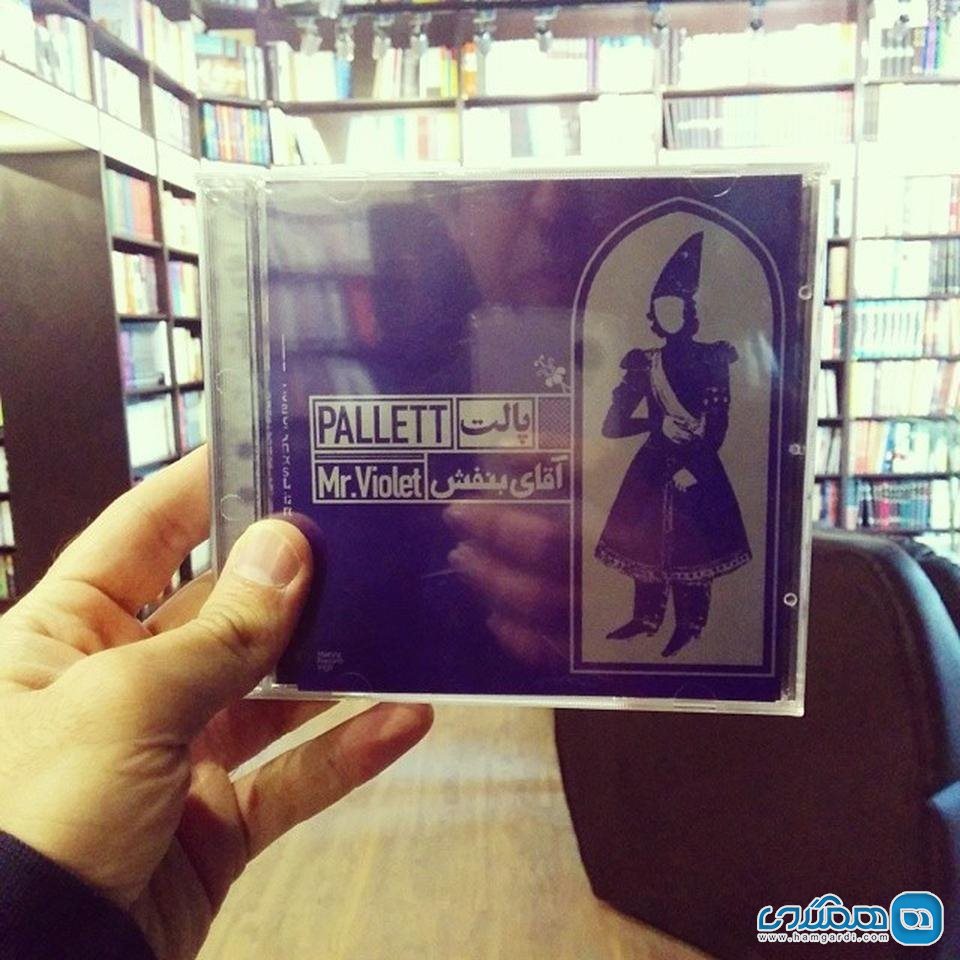 PALLETT پالت
Mr.Violet آقای بنفش
همگردی
www.hamgardi.com